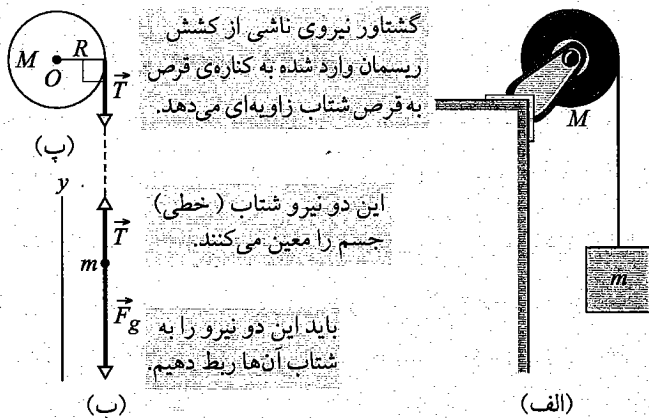 گشتاور نیروی ناشی از کشش
ریسمان وارد شده به کناره‌ی قرص
به قرص شتاب زاویه‌ای می‌دهد.
M
R
O
T
(پ)
y
این دو نیرو شتاب (خطی)
جسم را معین می‌کنند.
T
m
F g
باید این دو نیرو را به
شتاب آن‌ها ربط دهیم.
(ب)
M
m
(الف)